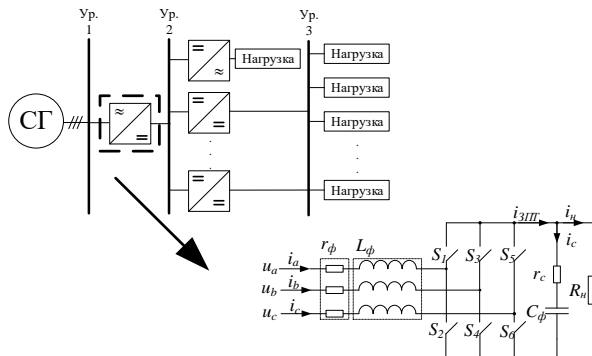 Ур. 1
Ур. 2
Ур. 3
СГ
≈
=
=
≈
Нагрузка
=
=
. . .
=
=
Нагрузка
Нагрузка
Нагрузка
Нагрузка
. . .
Нагрузка
u_a i_a
u_b i_b
u_c i_c
r_ф
L_ф
S_1
S_3
S_5
S_2
S_4
S_6
i_ЗПТ
i_н
i_c
r_c
C_ф
R_н